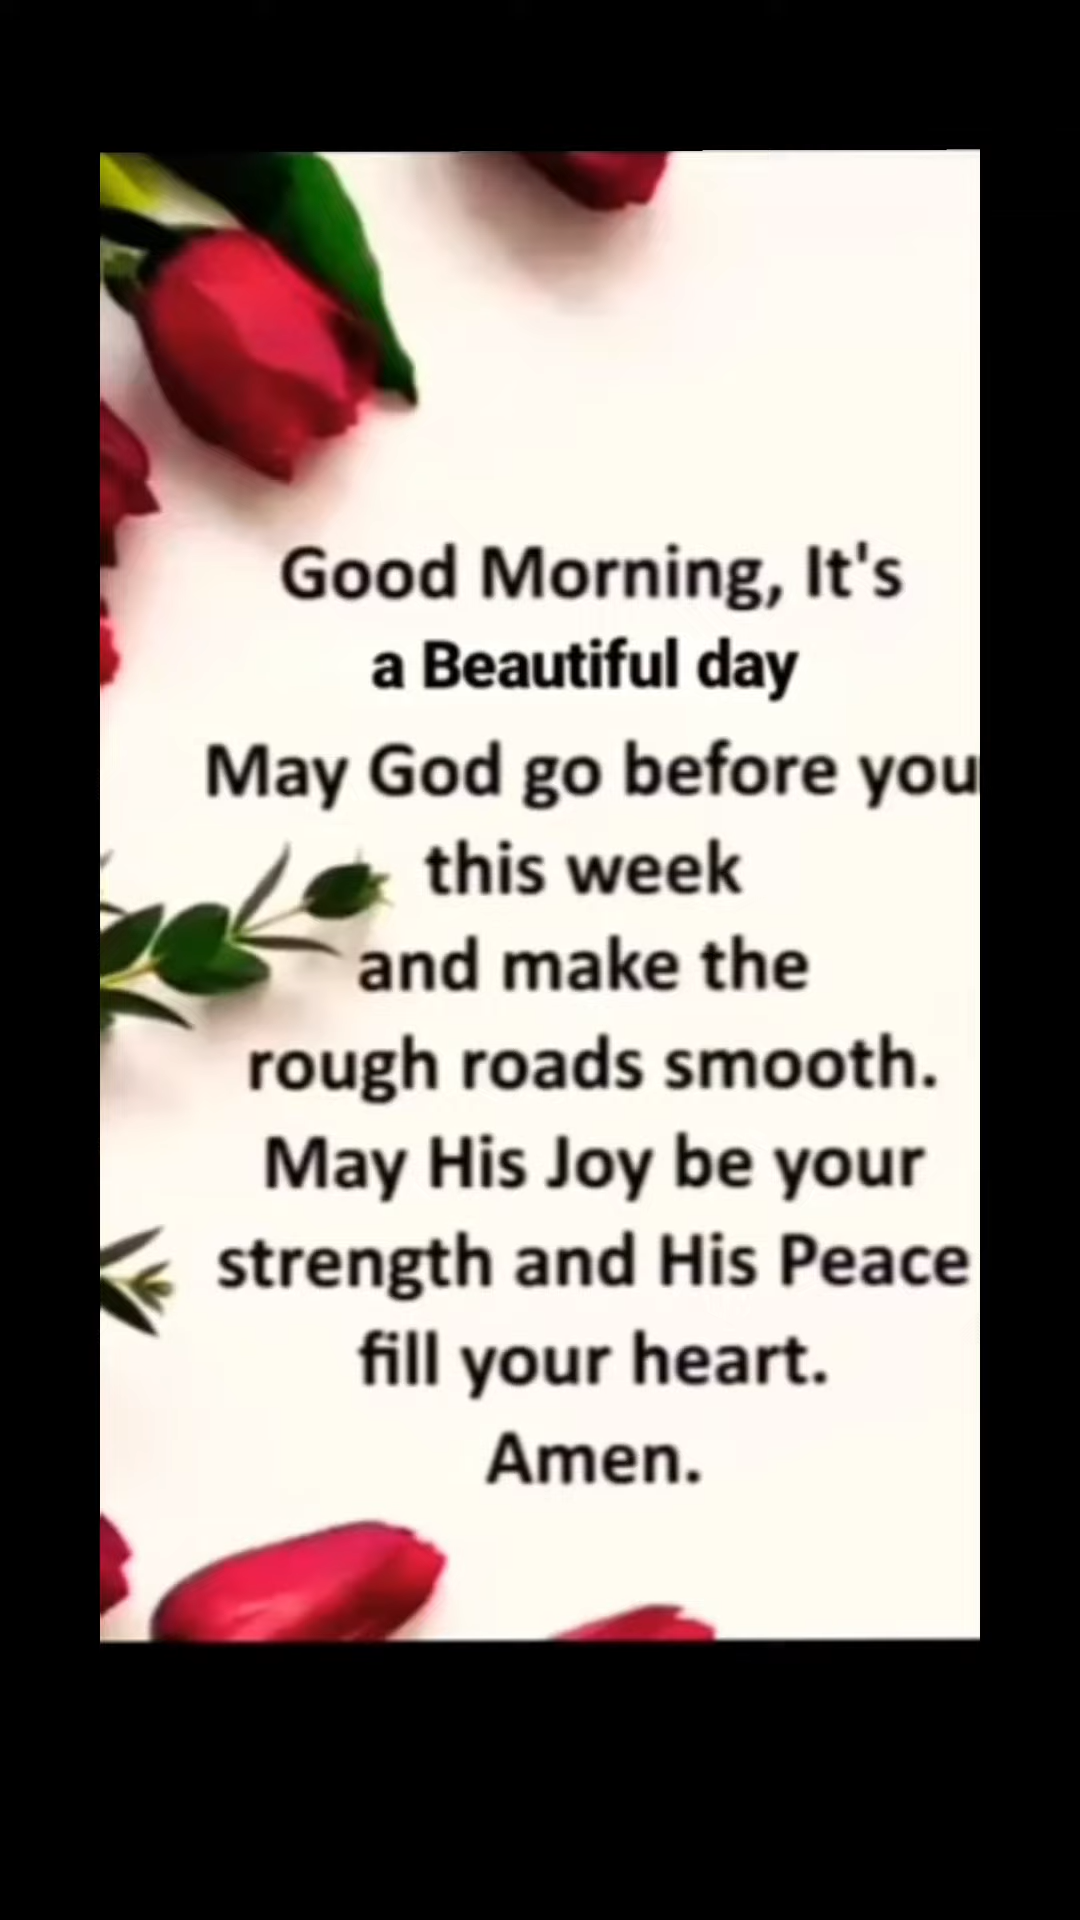 Good Morning, It's
a Beautiful day
May God go before you
this week
and make the
rough roads smooth.
May His Joy be your
strength and His Peace
fill your heart.
Amen.